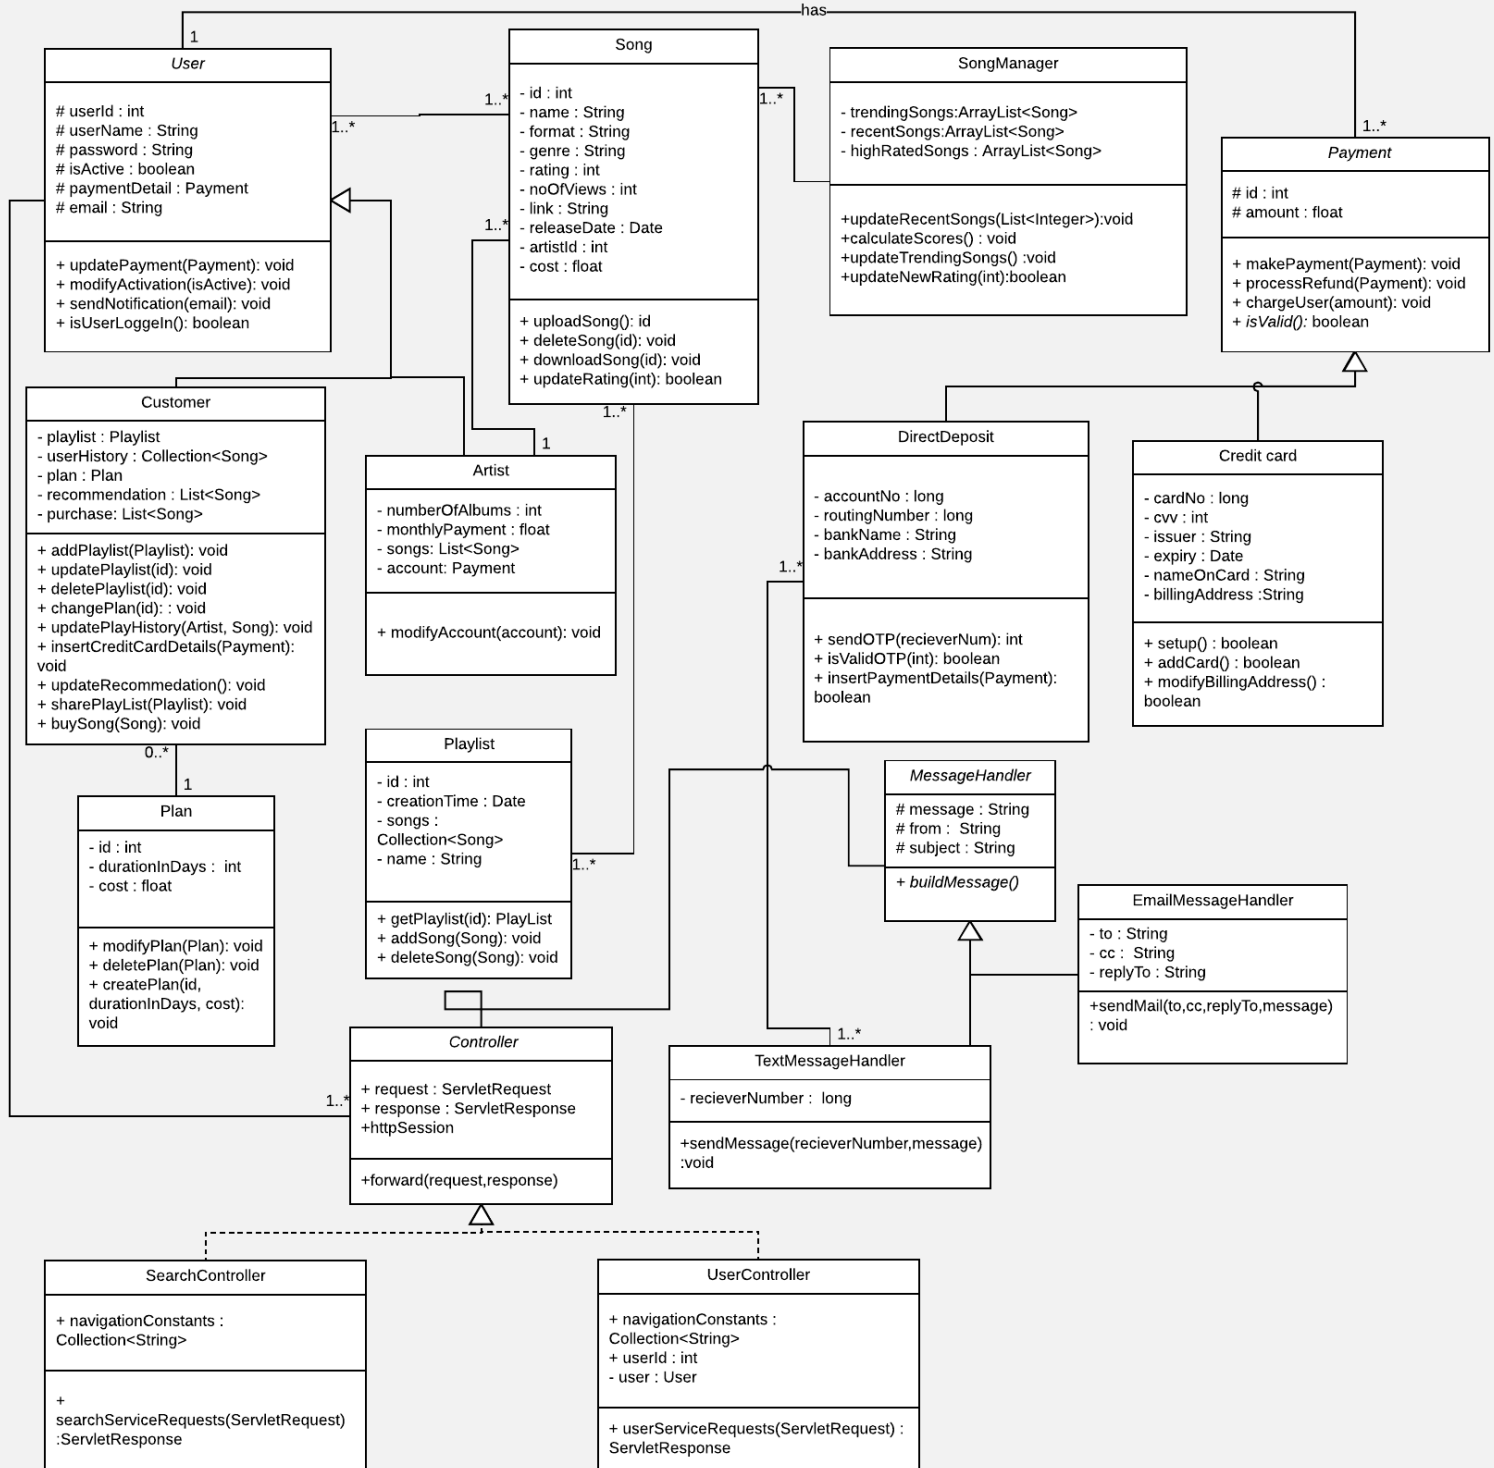 has
1
User
# userId : int
# userName : String
# password : String
# isActive : boolean
# paymentDetail : Payment
# email : String
+ updatePayment(Payment): void
+ modifyActivation(isActive): void
+ sendNotification(email): void
+ isUserLoggeIn(): boolean
1..*
1..*
Song
- id : int
- name : String
- format : String
- genre : String
- rating : int
- noOfViews : int
- link : String
- releaseDate : Date
- artistId : int
- cost : float
+ uploadSong(): id
+ deleteSong(id): void
+ downloadSong(id): void
+ updateRating(int): boolean
1..*
1..*
1..*
SongManager
- trendingSongs:ArrayList<Song>
- recentSongs:ArrayList<Song>
- highRatedSongs : ArrayList<Song>
+updateRecentSongs(List<Integer>):void
+calculateScores() : void
+updateTrendingSongs() :void
+updateNewRating(int):boolean
1..*
Payment
# id : int
# amount : float
+ makePayment(Payment): void
+ processRefund(Payment): void
+ chargeUser(amount): void
+ isValid(): boolean
Customer
- playlist : Playlist
- userHistory : Collection<Song>
- plan : Plan
- recommendation : List<Song>
- purchase: List<Song>
+ addPlaylist(Playlist): void
+ updatePlaylist(id): void
+ deletePlaylist(id): void
+ changePlan(id): : void
+ updatePlayHistory(Artist, Song): void
+ insertCreditCardDetails(Payment):
void
+ updateRecommedation(): void
+ sharePlayList(Playlist): void
+ buySong(Song): void
0..*
1
1
Artist
- numberOfAlbums : int
- monthlyPayment : float
- songs: List<Song>
- account: Payment
+ modifyAccount(account): void
DirectDeposit
- accountNo : long
- routingNumber : long
- bankName : String
- bankAddress : String
+ sendOTP(recieverNum): int
+ isValidOTP(int): boolean
+ insertPaymentDetails(Payment):
boolean
1..*
Credit card
- cardNo : long
- cvv : int
- issuer : String
- expiry : Date
- nameOnCard : String
- billingAddress :String
+ setup() : boolean
+ addCard() : boolean
+ modifyBillingAddress() :
boolean
Plan
- id : int
- durationInDays :  int
- cost : float
+ modifyPlan(Plan): void
+ deletePlan(Plan): void
+ createPlan(id,
durationInDays, cost):
void
Playlist
- id : int
- creationTime : Date
- songs :
Collection<Song>
- name : String
+ getPlaylist(id): PlayList
+ addSong(Song): void
+ deleteSong(Song): void
1..*
MessageHandler
# message : String
# from :  String
# subject : String
+ buildMessage()
EmailMessageHandler
- to : String
- cc :  String
- replyTo : String
+sendMail(to,cc,replyTo,message)
: void
1..*
TextMessageHandler
- recieverNumber :  long
+sendMessage(recieverNumber,message)
:void
1..*
Controller
+ request : ServletRequest
+ response : ServletResponse
+httpSession
+forward(request,response)
SearchController
+ navigationConstants :
Collection<String>
+
searchServiceRequests(ServletRequest)
:ServletResponse
UserController
+ navigationConstants :
Collection<String>
+ userId : int
- user : User
+ userServiceRequests(ServletRequest) :
ServletResponse